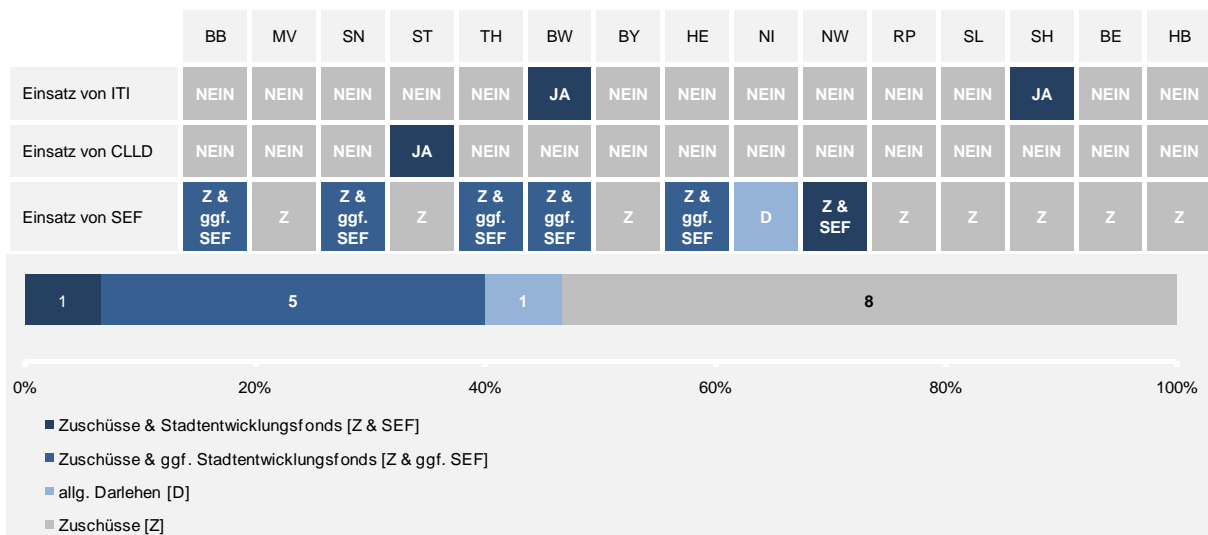 BB MV SN ST TH BW BY HE NI NW RP SL SH BE HB
Einsatz von ITI NEIN NEIN NEIN NEIN NEIN JA NEIN NEIN NEIN NEIN NEIN NEIN JA NEIN NEIN
Einsatz von CLLD NEIN NEIN NEIN JA NEIN NEIN NEIN NEIN NEIN NEIN NEIN NEIN NEIN NEIN NEIN
Einsatz von SEF Z & ggf. SEF Z Z & ggf. SEF Z Z & ggf. SEF Z & ggf. SEF Z Z & ggf. SEF D Z & SEF Z Z Z Z Z
1 5 1 8
0% 20% 40% 60% 80% 100%
Zuschüsse & Stadtentwicklungsfonds [Z & SEF]
Zuschüsse & ggf. Stadtentwicklungsfonds [Z & ggf. SEF]
allg. Darlehen [D]
Zuschüsse [Z]